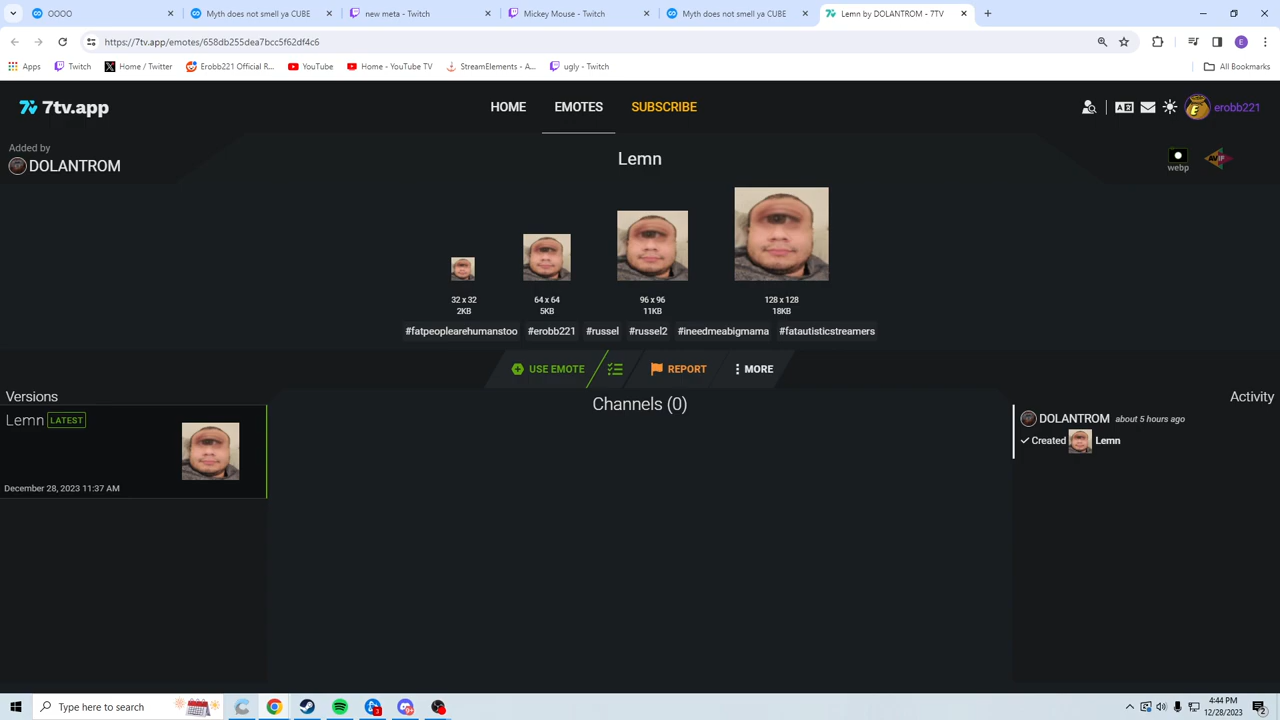 OOOO
Myth does not smell ya CUBE
new meta - Twitch
Mickey Mouse - Twitch
Myth does not smell ya CUBE
Lemn by DOLANTROM - 7TV
https://7tv.app/emotes/658db255dea7bcc5f62df4c6
Apps
Twitch
Home / Twitter
Erobb221 Official R...
YouTube
Home - YouTube TV
StreamElements - A...
ugly - Twitch
All Bookmarks
7tv.app
HOME
EMOTES
SUBSCRIBE
erobb221
Added by
DOLANTROM
Lemn
webp
AVIF
32 x 32
2KB
64 x 64
5KB
96 x 96
11KB
128 x 128
18KB
#fatpeoplearehumanstoo
#erobb221
#russel
#russel2
#ineedmeabigmama
#fatautisticstreamers
USE EMOTE
REPORT
MORE
Versions
Lemn LATEST
December 28, 2023 11:37 AM
Channels (0)
Activity
DOLANTROM about 5 hours ago
Created Lemn
Type here to search
4:44 PM
12/28/2023